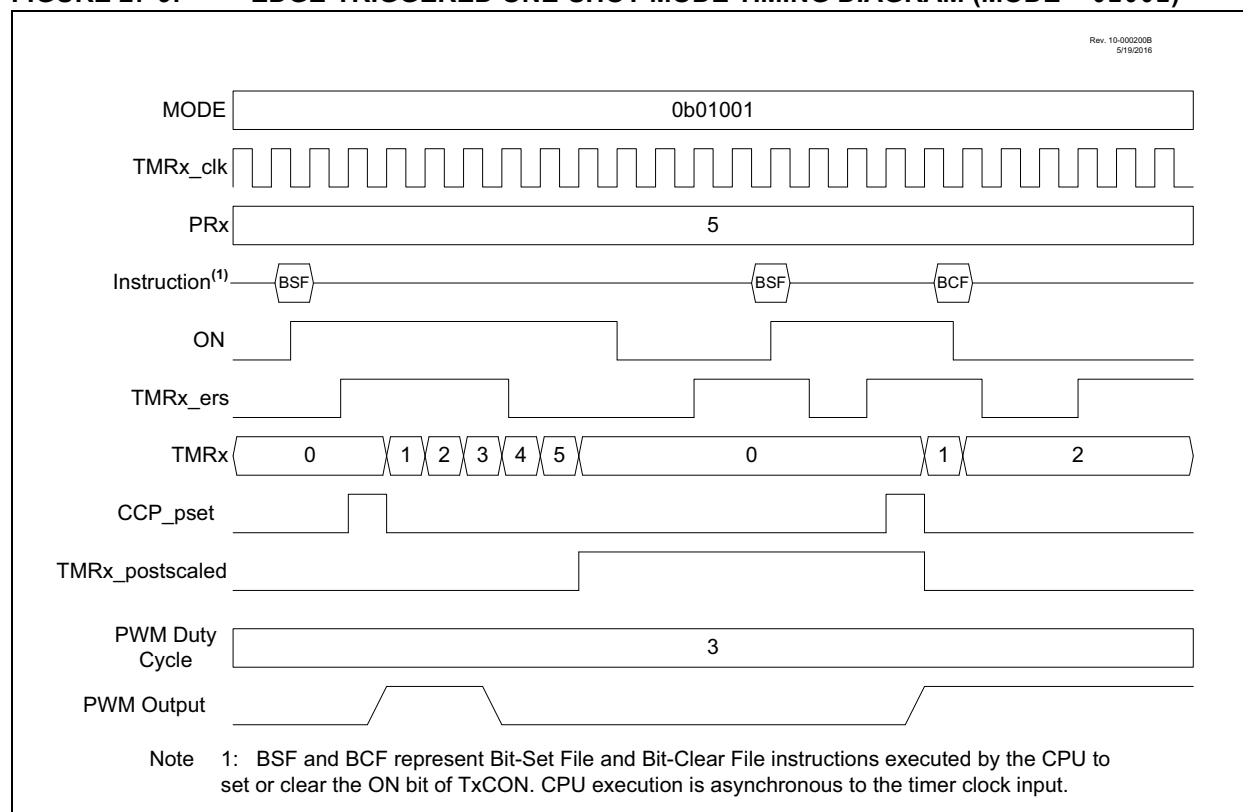 Rev. 10-000200B
5/19/2016
MODE 0b01001
TMRx_clk
PRx 5
Instruction(1) BSF BSF BCF
ON
TMRx_ers
TMRx 0 1 2 3 4 5 0 1 2
CCP_pset
TMRx_postscaled
PWM Duty
Cycle 3
PWM Output
Note 1: BSF and BCF represent Bit-Set File and Bit-Clear File instructions executed by the CPU to
set or clear the ON bit of TxCON. CPU execution is asynchronous to the timer clock input.